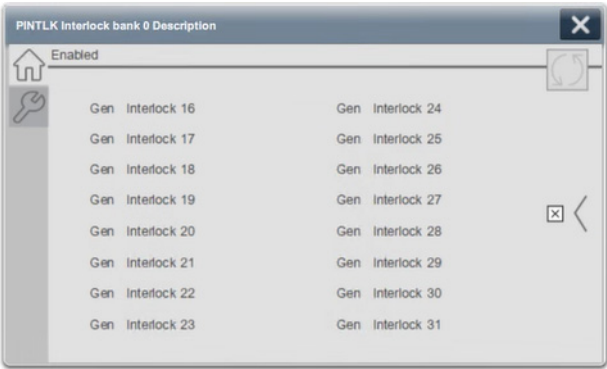 PINTLK Interlock bank 0 Description
Enabled
Gen Interlock 16
Gen Interlock 17
Gen Interlock 18
Gen Interlock 19
Gen Interlock 20
Gen Interlock 21
Gen Interlock 22
Gen Interlock 23
Gen Interlock 24
Gen Interlock 25
Gen Interlock 26
Gen Interlock 27
Gen Interlock 28
Gen Interlock 29
Gen Interlock 30
Gen Interlock 31